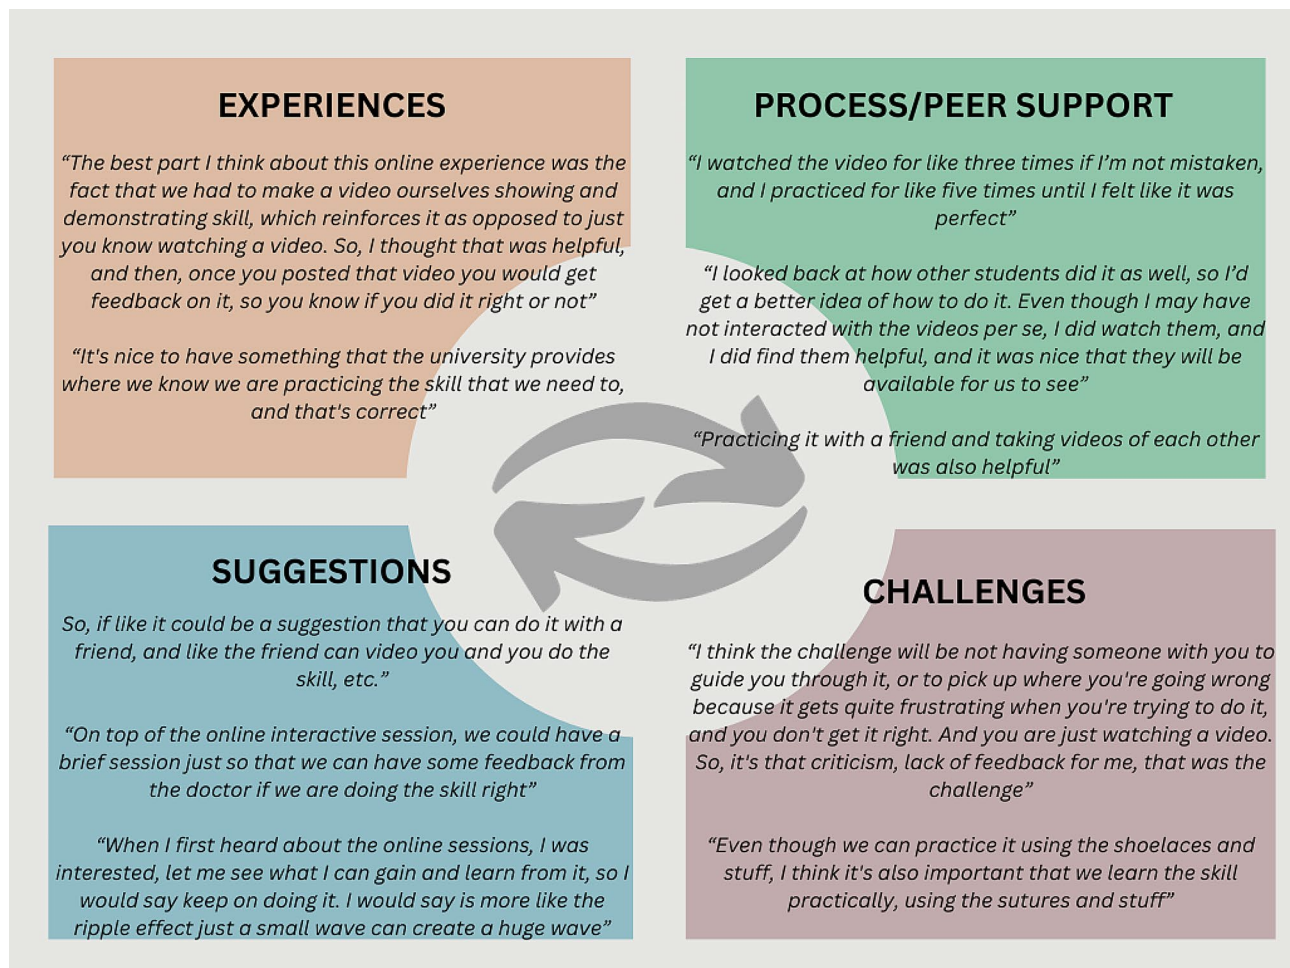 EXPERIENCES
“The best part I think about this online experience was the
fact that we had to make a video ourselves showing and
demonstrating skill, which reinforces it as opposed to just
you know watching a video. So, I thought that was helpful,
and then, once you posted that video you would get
feedback on it, so you know if you did it right or not”
“It's nice to have something that the university provides
where we know we are practicing the skill that we need to,
and that's correct”
PROCESS/PEER SUPPORT
“I watched the video for like three times if I’m not mistaken,
and I practiced for like five times until I felt like it was
perfect”
“I looked back at how other students did it as well, so I’d
get a better idea of how to do it. Even though I may have
not interacted with the videos per se, I did watch them, and
I did find them helpful, and it was nice that they will be
available for us to see”
“Practicing it with a friend and taking videos of each other
was also helpful”
SUGGESTIONS
So, if like it could be a suggestion that you can do it with a
friend, and like the friend can video you and you do the
skill, etc.”
“On top of the online interactive session, we could have a
brief session just so that we can have some feedback from
the doctor if we are doing the skill right”
“When I first heard about the online sessions, I was
interested, let me see what I can gain and learn from it, so I
would say keep on doing it. I would say is more like the
ripple effect just a small wave can create a huge wave”
CHALLENGES
“I think the challenge will be not having someone with you to
guide you through it, or to pick up where you're going wrong
because it gets quite frustrating when you're trying to do it,
and you don't get it right. And you are just watching a video.
So, it's that criticism, lack of feedback for me, that was the
challenge”
“Even though we can practice it using the shoelaces and
stuff, I think it's also important that we learn the skill
practically, using the sutures and stuff”